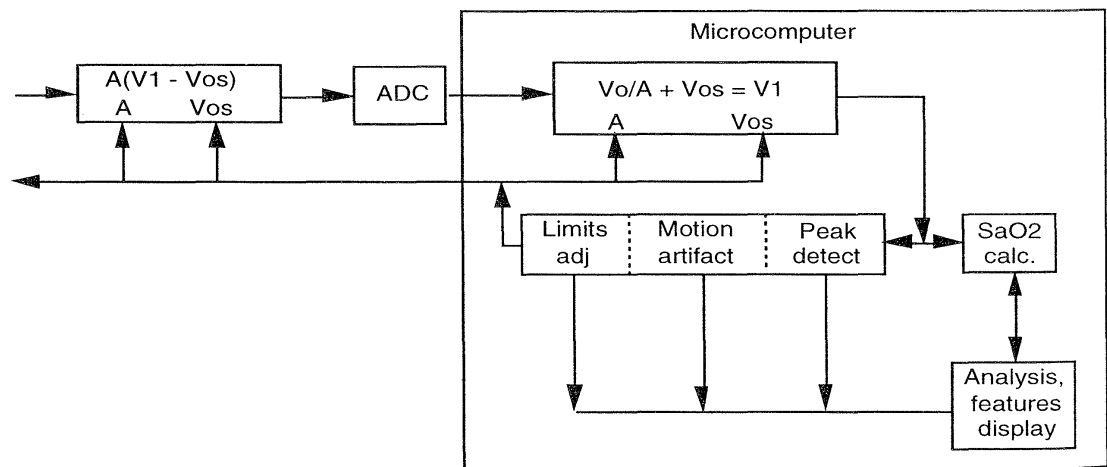 Microcomputer
A(V1 - Vos)
A Vos
ADC
Vo/A + Vos = V1
A Vos
Limits
adj
Motion
artifact
Peak
detect
SaO2
calc.
Analysis,
features
display